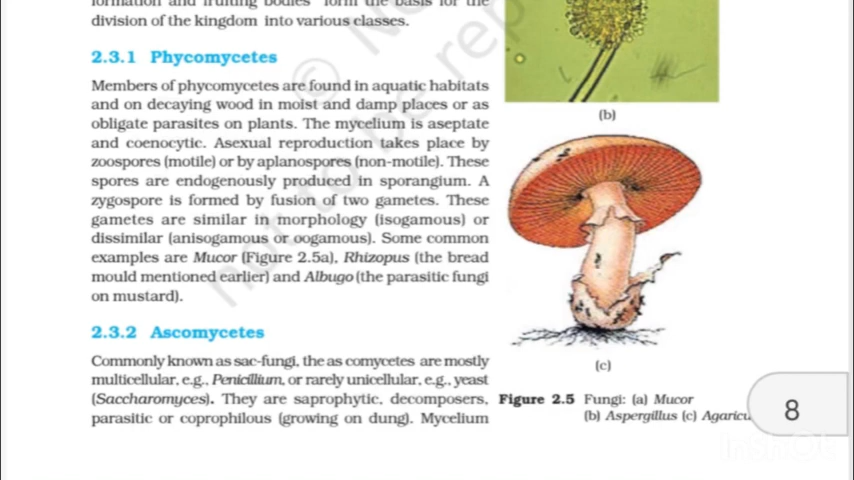 formation and fruiting bodies form the basis for the
division of the kingdom into various classes.
2.3.1 Phycomycetes
Members of phycomycetes are found in aquatic habitats
and on decaying wood in moist and damp places or as
obligate parasites on plants. The mycelium is aseptate
and coenocytic. Asexual reproduction takes place by
zoospores (motile) or by aplanospores (non-motile). These
spores are endogenously produced in sporangium. A
zygospore is formed by fusion of two gametes. These
gametes are similar in morphology (isogamous) or
dissimilar (anisogamous or oogamous). Some common
examples are Mucor (Figure 2.5a), Rhizopus (the bread
mould mentioned earlier) and Albugo (the parasitic fungi
on mustard).
2.3.2 Ascomycetes
Commonly known as sac-fungi, the as comycetes are mostly
multicellular, e.g., Penicillium, or rarely unicellular, e.g., yeast
(Saccharomyces). They are saprophytic, decomposers,
parasitic or coprophilous (growing on dung). Mycelium
(b)
(c)
Figure 2.5 Fungi: (a) Mucor
(b) Aspergillus (c) Agaricu
8
not to be rep
© N
InShOt